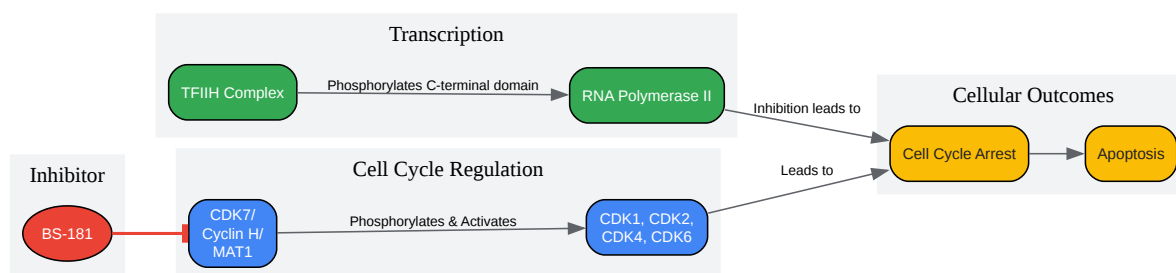 Transcription
TFIIH Complex
Phosphorylates C-terminal domain
RNA Polymerase II
Inhibition leads to
Cellular Outcomes
Cell Cycle Arrest
Apoptosis
Inhibitor
BS-181
Cell Cycle Regulation
CDK7/
Cyclin H/
MAT1
Phosphorylates & Activates
CDK1, CDK2,
CDK4, CDK6
Leads to